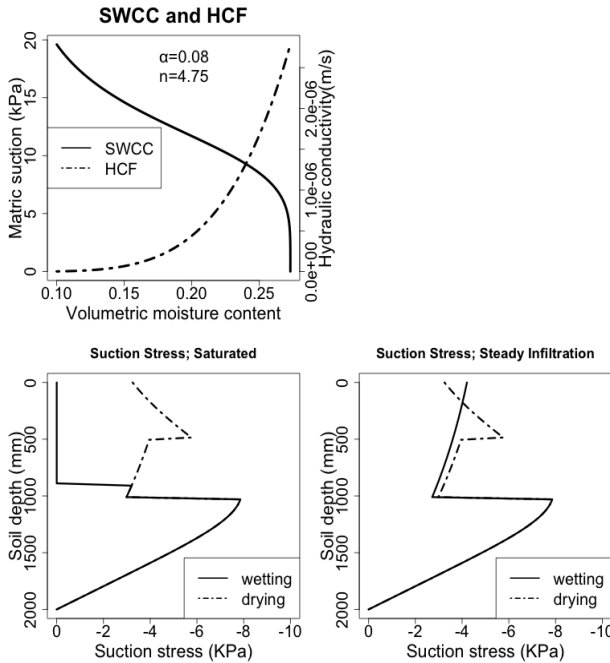 SWCC and HCF
α=0.08
n=4.75
Matric suction (kPa)
0 5 10 15 20
Hydraulic conductivity(m/s)
0.0e+00 1.0e-06 2.0e-06
SWCC
HCF
0.10 0.15 0.20 0.25
Volumetric moisture content
Suction Stress; Saturated
Soil depth (mm)
0 500 1000 1500 2000
wetting
drying
0 -2 -4 -6 -8 -10
Suction stress (KPa)
Suction Stress; Steady Infiltration
Soil depth (mm)
0 500 1000 1500 2000
wetting
drying
0 -2 -4 -6 -8 -10
Suction stress (KPa)